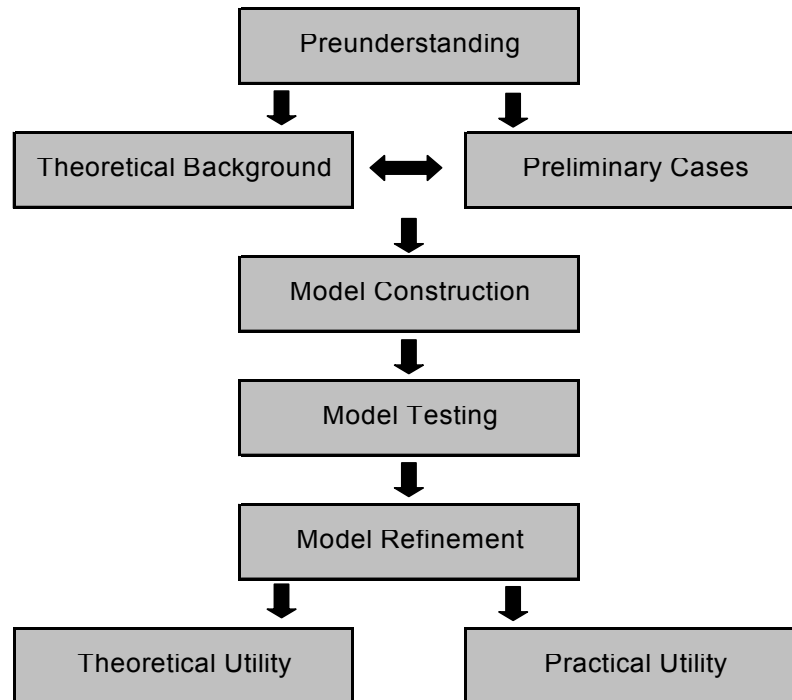 Preunderstanding
Theoretical Background
Preliminary Cases
Model Construction
Model Testing
Model Refinement
Theoretical Utility
Practical Utility